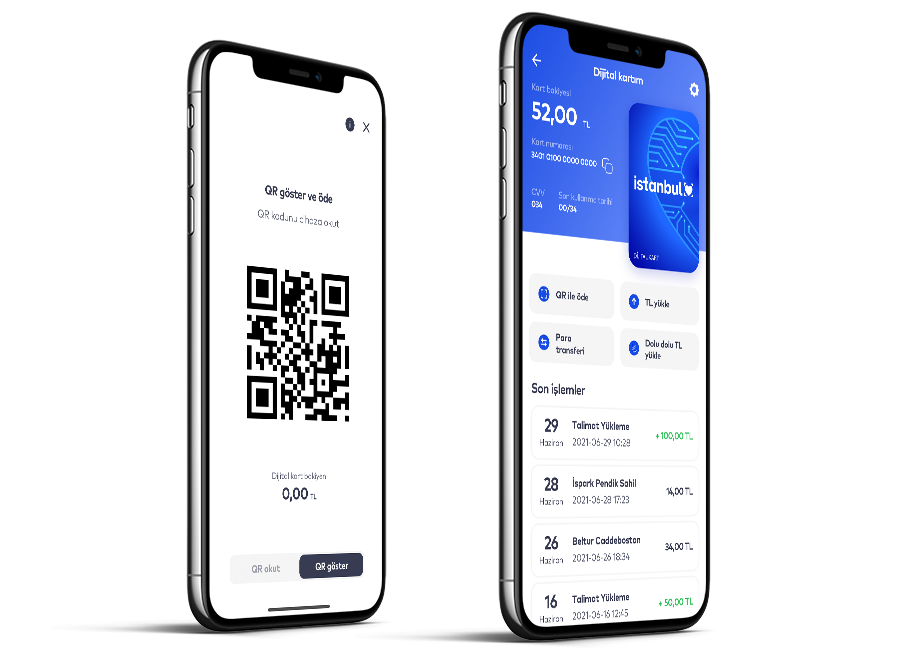 QR göster ve öde
QR kodunu cihaza okut
Dijital kart bakiyen
0,00 TL
QR okut
QR göster
Dijital kartım
Kart bakiyesi
52,00 TL
Kart numarası
3401 0100 0000 0000
CVV
034
Son kullanma tarihi
00/34
istanbul
DİJİTAL KART
QR ile öde
TL yükle
Para
transferi
Dolu dolu TL
yükle
Son işlemler
29
Haziran
Talimat Yükleme
2021-06-29 10:28
+100,00 TL
28
Haziran
İspark Pendik Sahil
2021-06-28 17:23
14,00 TL
26
Haziran
Beltur Caddebostan
2021-06-26 18:34
34,00 TL
16
Haziran
Talimat Yükleme
2021-06-16 12:45
+50,00 TL